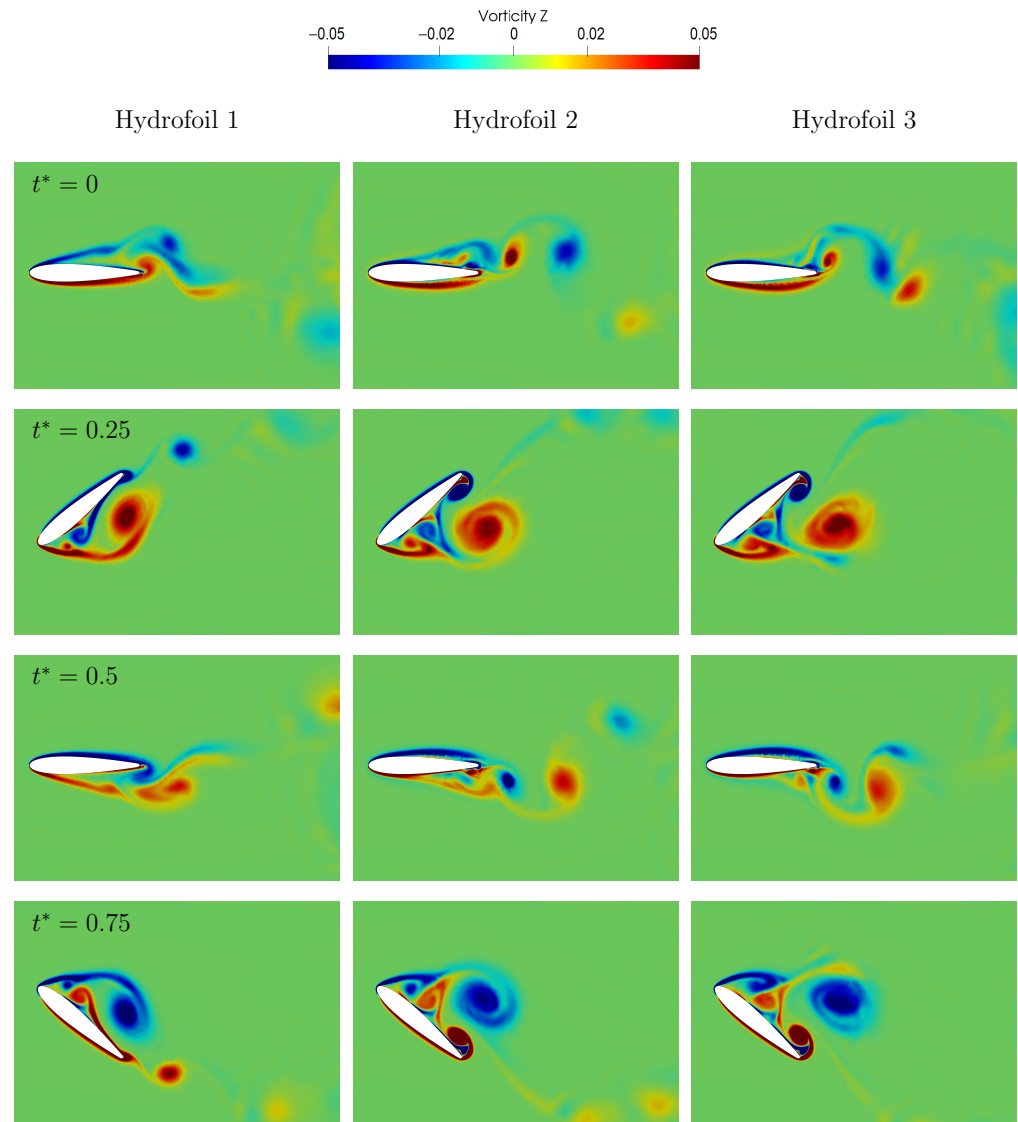 Vorticity Z
−0.05 −0.02 0 0.02 0.05
Hydrofoil 1 Hydrofoil 2 Hydrofoil 3
t* = 0
t* = 0.25
t* = 0.5
t* = 0.75